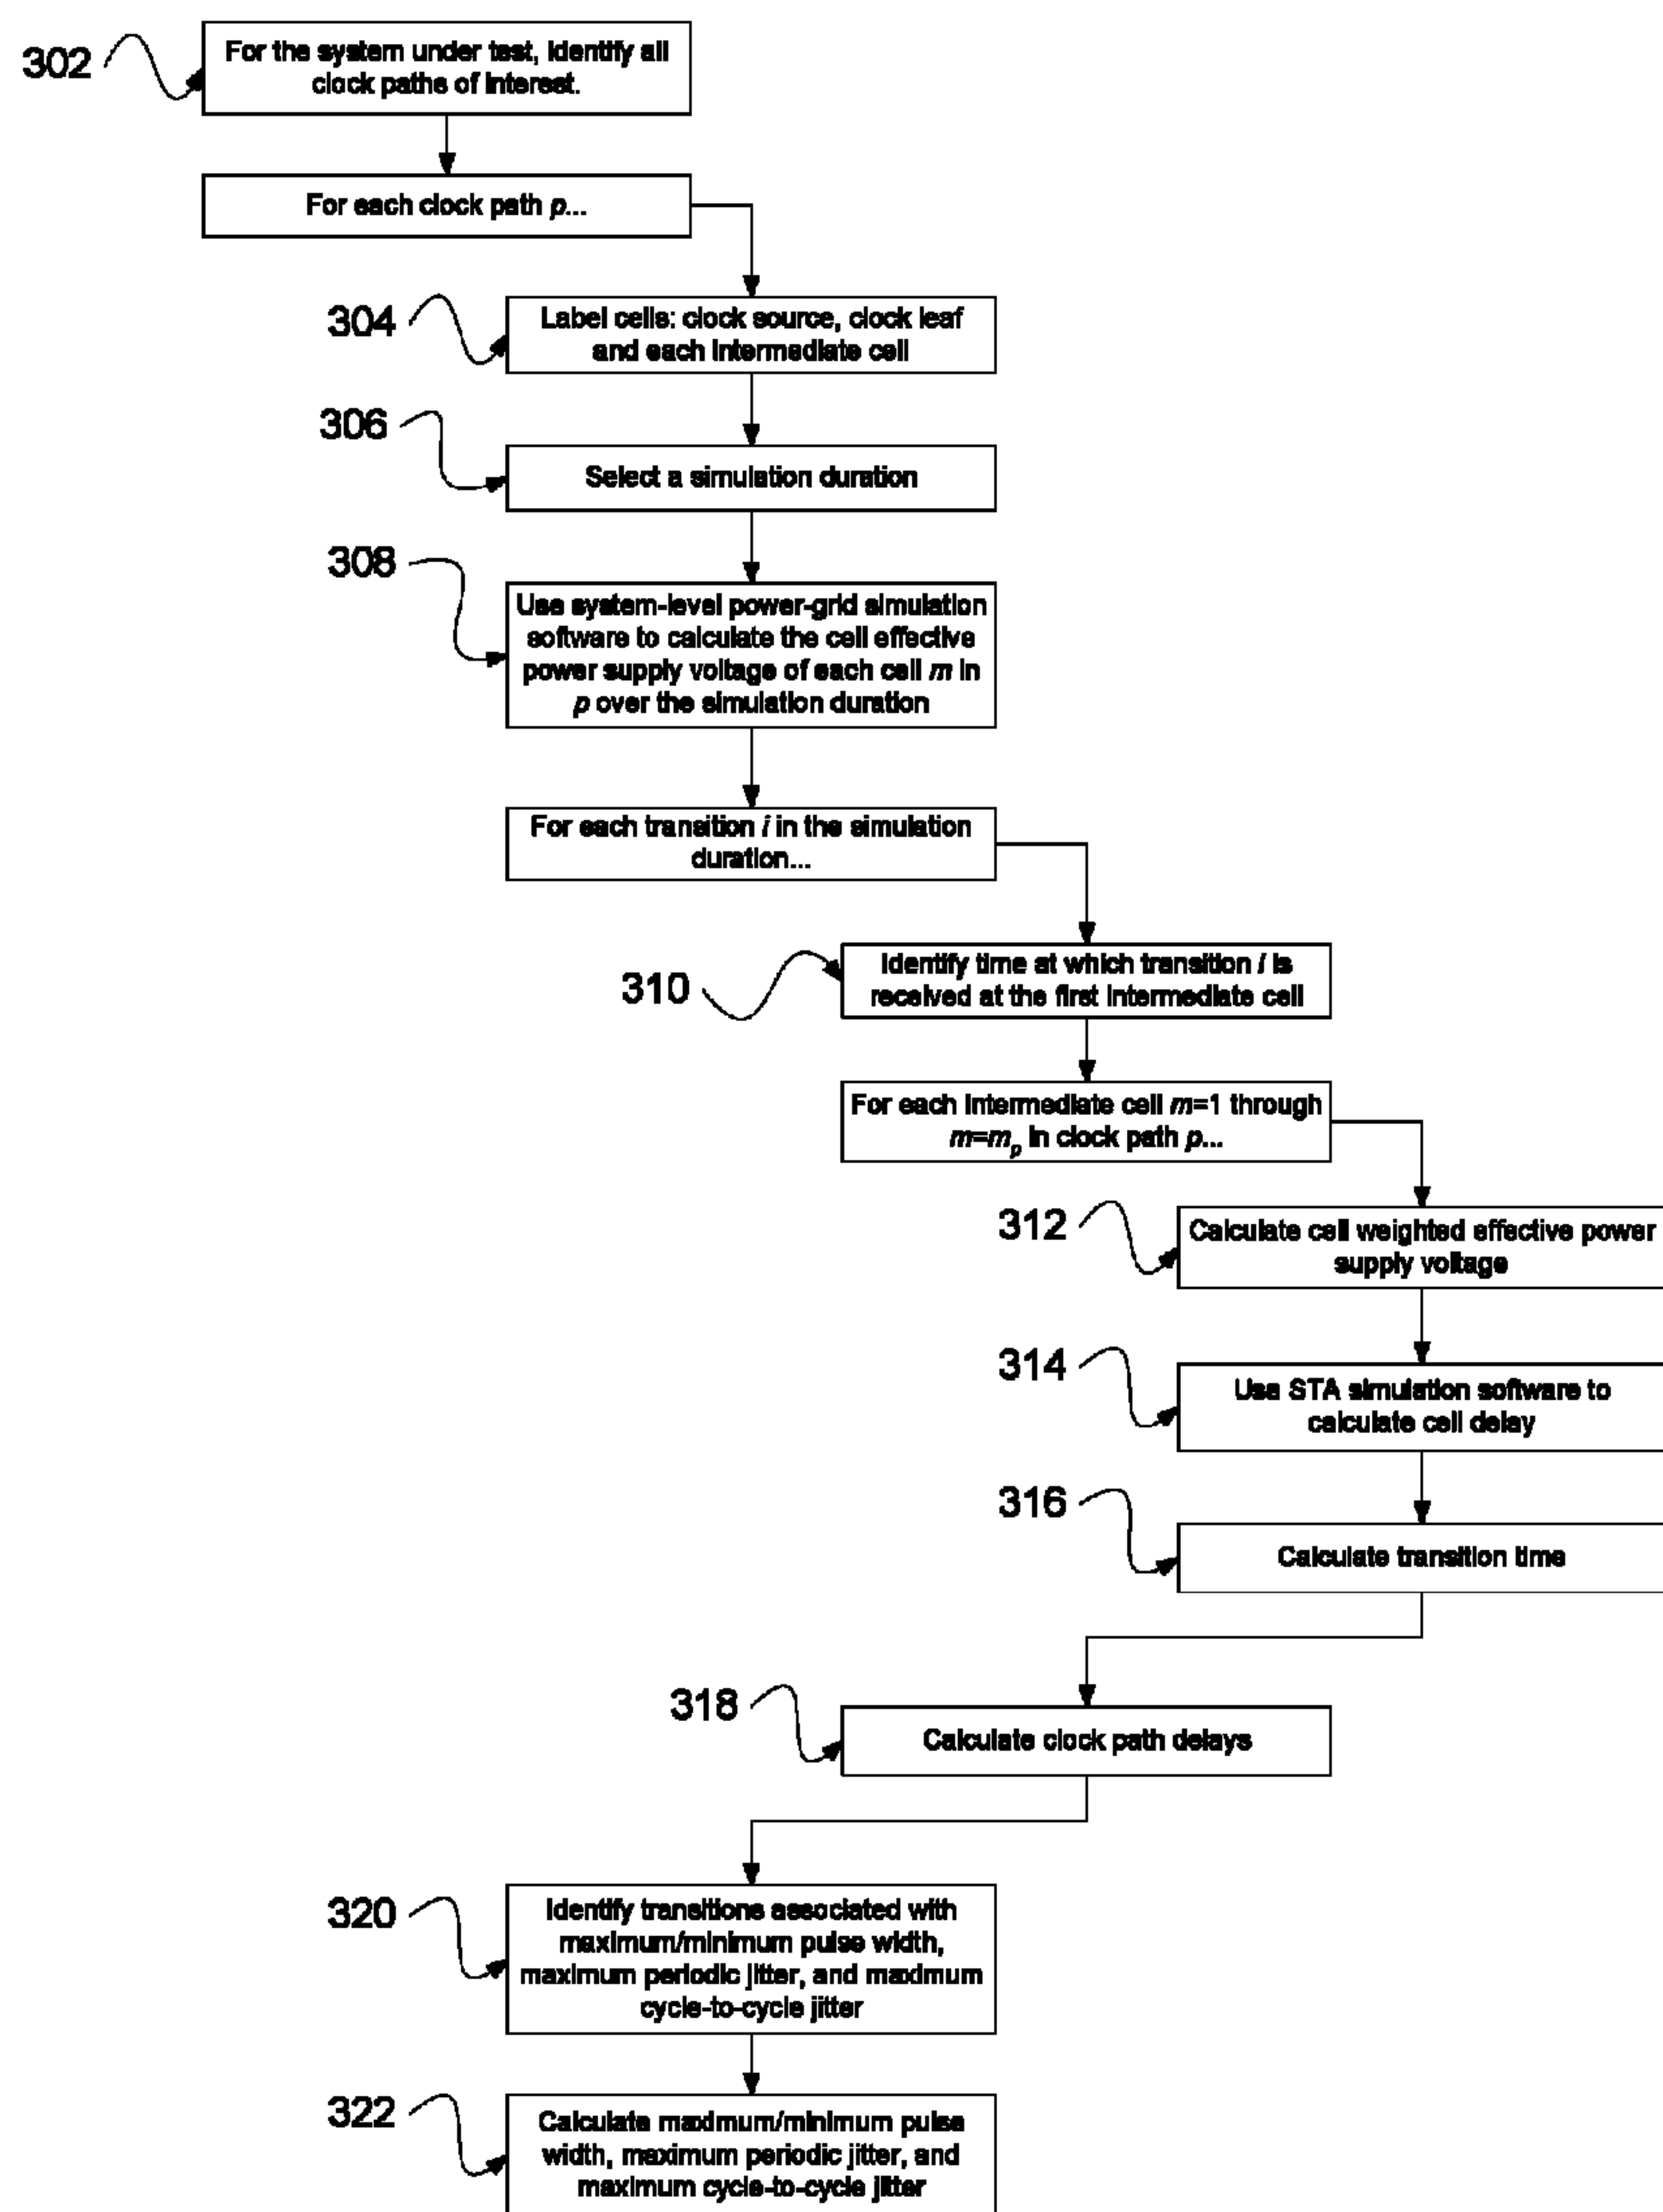 302
For the system under test, identify all
clock paths of interest.
For each clock path p...
304
Label cells: clock source, clock leaf
and each intermediate cell
306
Select a simulation duration
308
Use system-level power-grid simulation
software to calculate the cell effective
power supply voltage of each cell m in
p over the simulation duration
For each transition i in the simulation
duration...
310
Identify time at which transition i is
received at the first intermediate cell
For each intermediate cell m=1 through
m=mp in clock path p...
312
Calculate cell weighted effective power
supply voltage
314
Use STA simulation software to
calculate cell delay
316
Calculate transition time
318
Calculate clock path delays
320
Identify transitions associated with
maximum/minimum pulse width,
maximum periodic jitter, and maximum
cycle-to-cycle jitter
322
Calculate maximum/minimum pulse
width, maximum periodic jitter, and
maximum cycle-to-cycle jitter